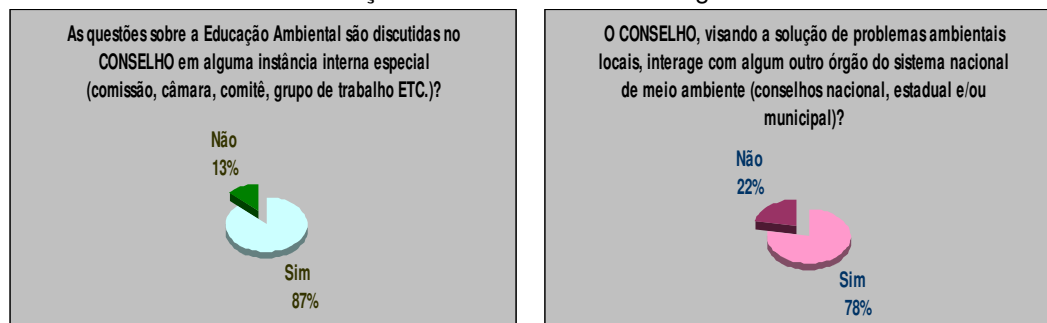 As questões sobre a Educação Ambiental são discutidas no
CONSELHO em alguma instância interna especial
(comissão, câmara, comitê, grupo de trabalho ETC.)?
Não
13%
Sim
87%
O CONSELHO, visando a solução de problemas ambientais
locais, interage com algum outro órgão do sistema nacional
de meio ambiente (conselhos nacional, estadual e/ou
municipal)?
Não
22%
Sim
78%